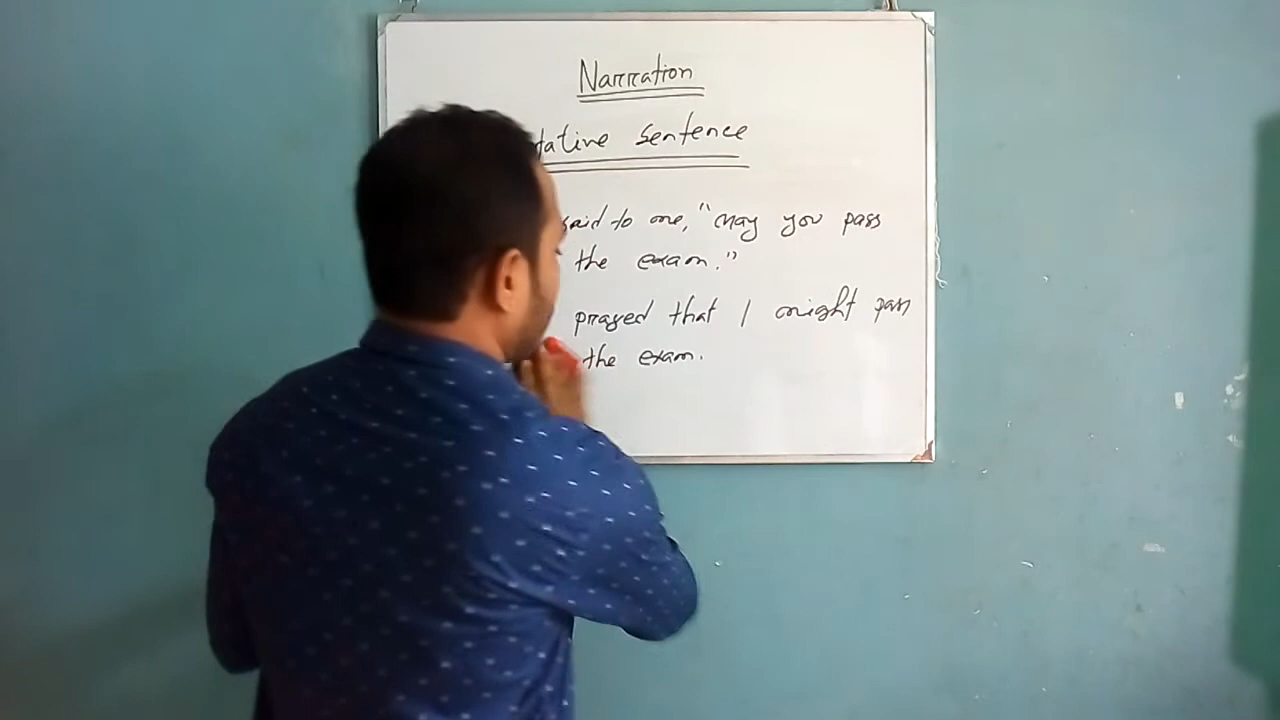 Narration
tative Sentence
said to me, "May you pass
the exam."
prayed that I might pass
the exam.